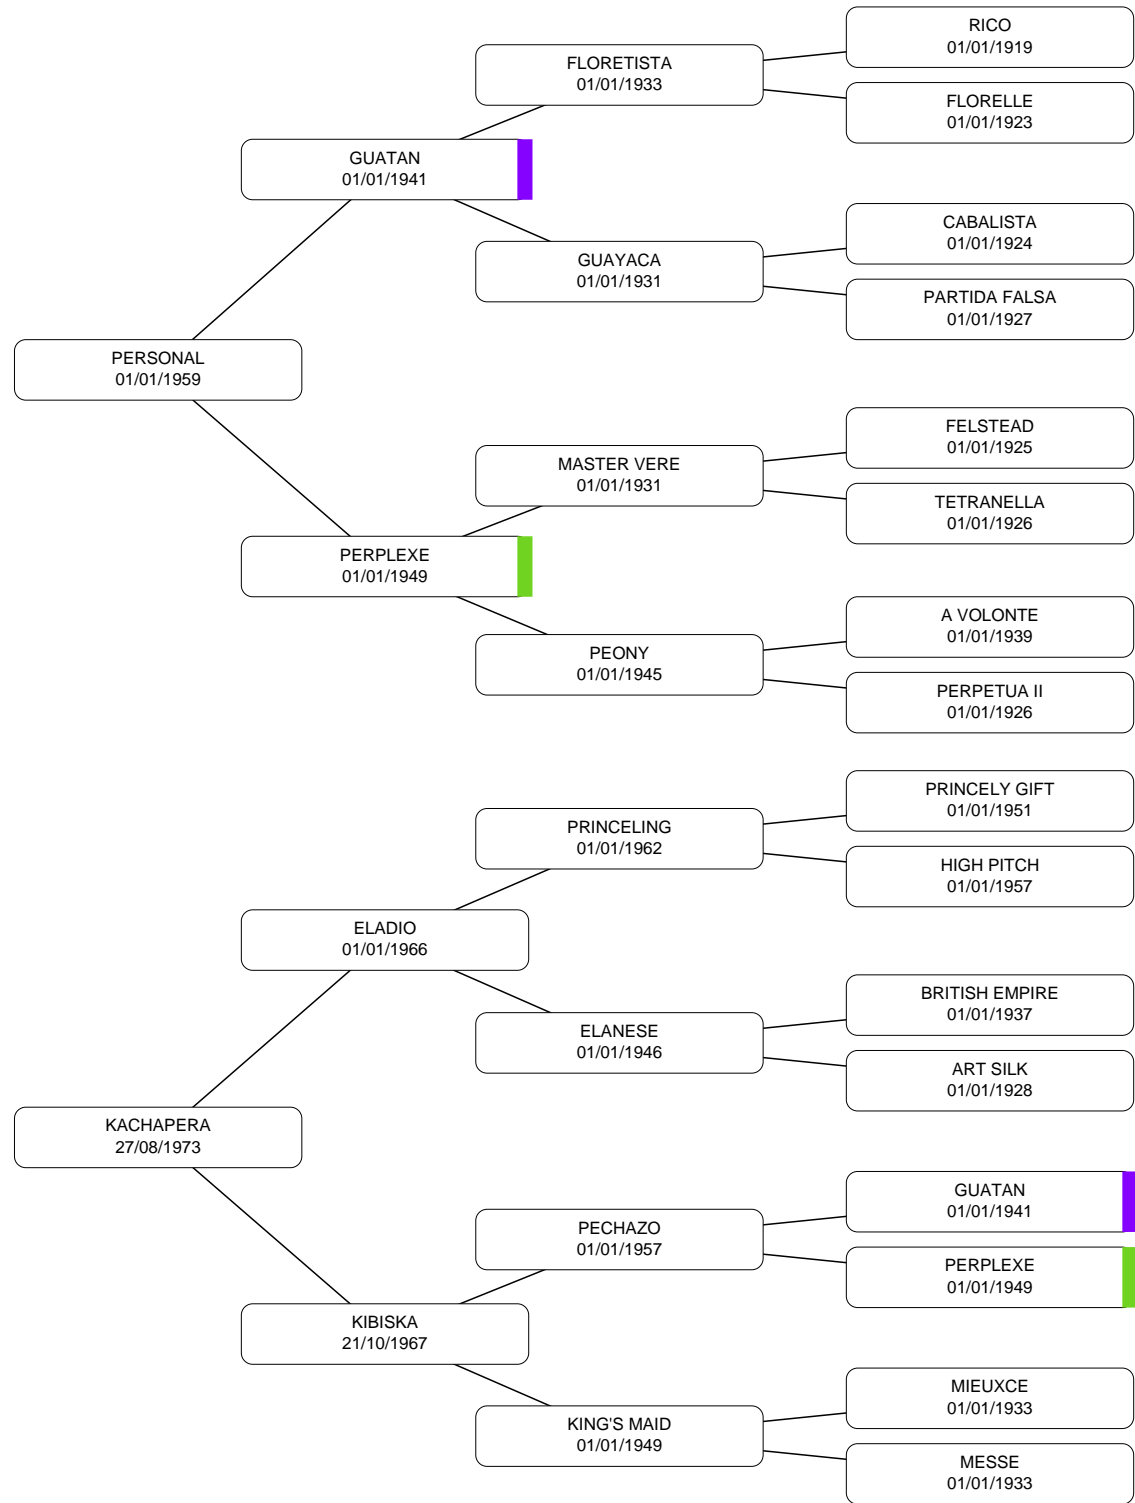 RICO
01/01/1919
FLORETISTA
01/01/1933
FLORELLE
01/01/1923
GUATAN
01/01/1941
CABALISTA
01/01/1924
GUAYACA
01/01/1931
PARTIDA FALSA
01/01/1927
PERSONAL
01/01/1959
FELSTEAD
01/01/1925
MASTER VERE
01/01/1931
TETRANELLA
01/01/1926
PERPLEXE
01/01/1949
A VOLONTE
01/01/1939
PEONY
01/01/1945
PERPETUA II
01/01/1926
PRINCELY GIFT
01/01/1951
PRINCELING
01/01/1962
HIGH PITCH
01/01/1957
ELADIO
01/01/1966
BRITISH EMPIRE
01/01/1937
ELANESE
01/01/1946
ART SILK
01/01/1928
KACHAPERA
27/08/1973
GUATAN
01/01/1941
PECHAZO
01/01/1957
PERPLEXE
01/01/1949
KIBISKA
21/10/1967
MIEUXCE
01/01/1933
KING'S MAID
01/01/1949
MESSE
01/01/1933